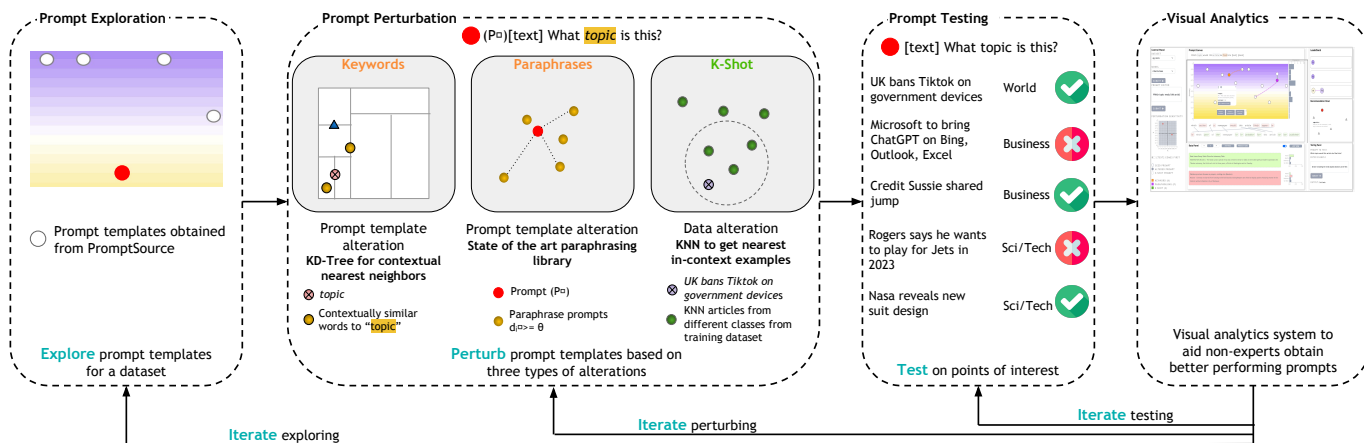 Prompt Exploration
Prompt templates obtained
from PromptSource
Explore prompt templates
for a dataset
Prompt Perturbation
(P▯)[text] What topic is this?
Keywords
Prompt template
alteration
KD-Tree for contextual
nearest neighbors
topic
Contextually similar
words to “topic”
Paraphrases
Prompt template alteration
State of the art paraphrasing
library
Prompt (P▯)
Paraphrase prompts
dᵢ▯>= θ
K-Shot
Data alteration
KNN to get nearest
in-context examples
UK bans Tiktok on
government devices
KNN articles from
different classes from
training dataset
Perturb prompt templates based on
three types of alterations
Prompt Testing
[text] What topic is this?
UK bans Tiktok on
government devices
World
Microsoft to bring
ChatGPT on Bing,
Outlook, Excel
Business
Credit Sussie shared
jump
Business
Rogers says he wants
to play for Jets in
2023
Sci/Tech
Nasa reveals new
suit design
Sci/Tech
Test on points of interest
Visual Analytics
Visual analytics system to
aid non-experts obtain
better performing prompts
Iterate exploring
Iterate perturbing
Iterate testing